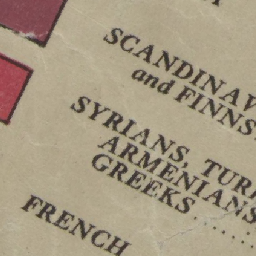 SCANDINAV
and FINNS
SYRIANS, TUR
ARMENIANS
GREEKS ......
FRENCH